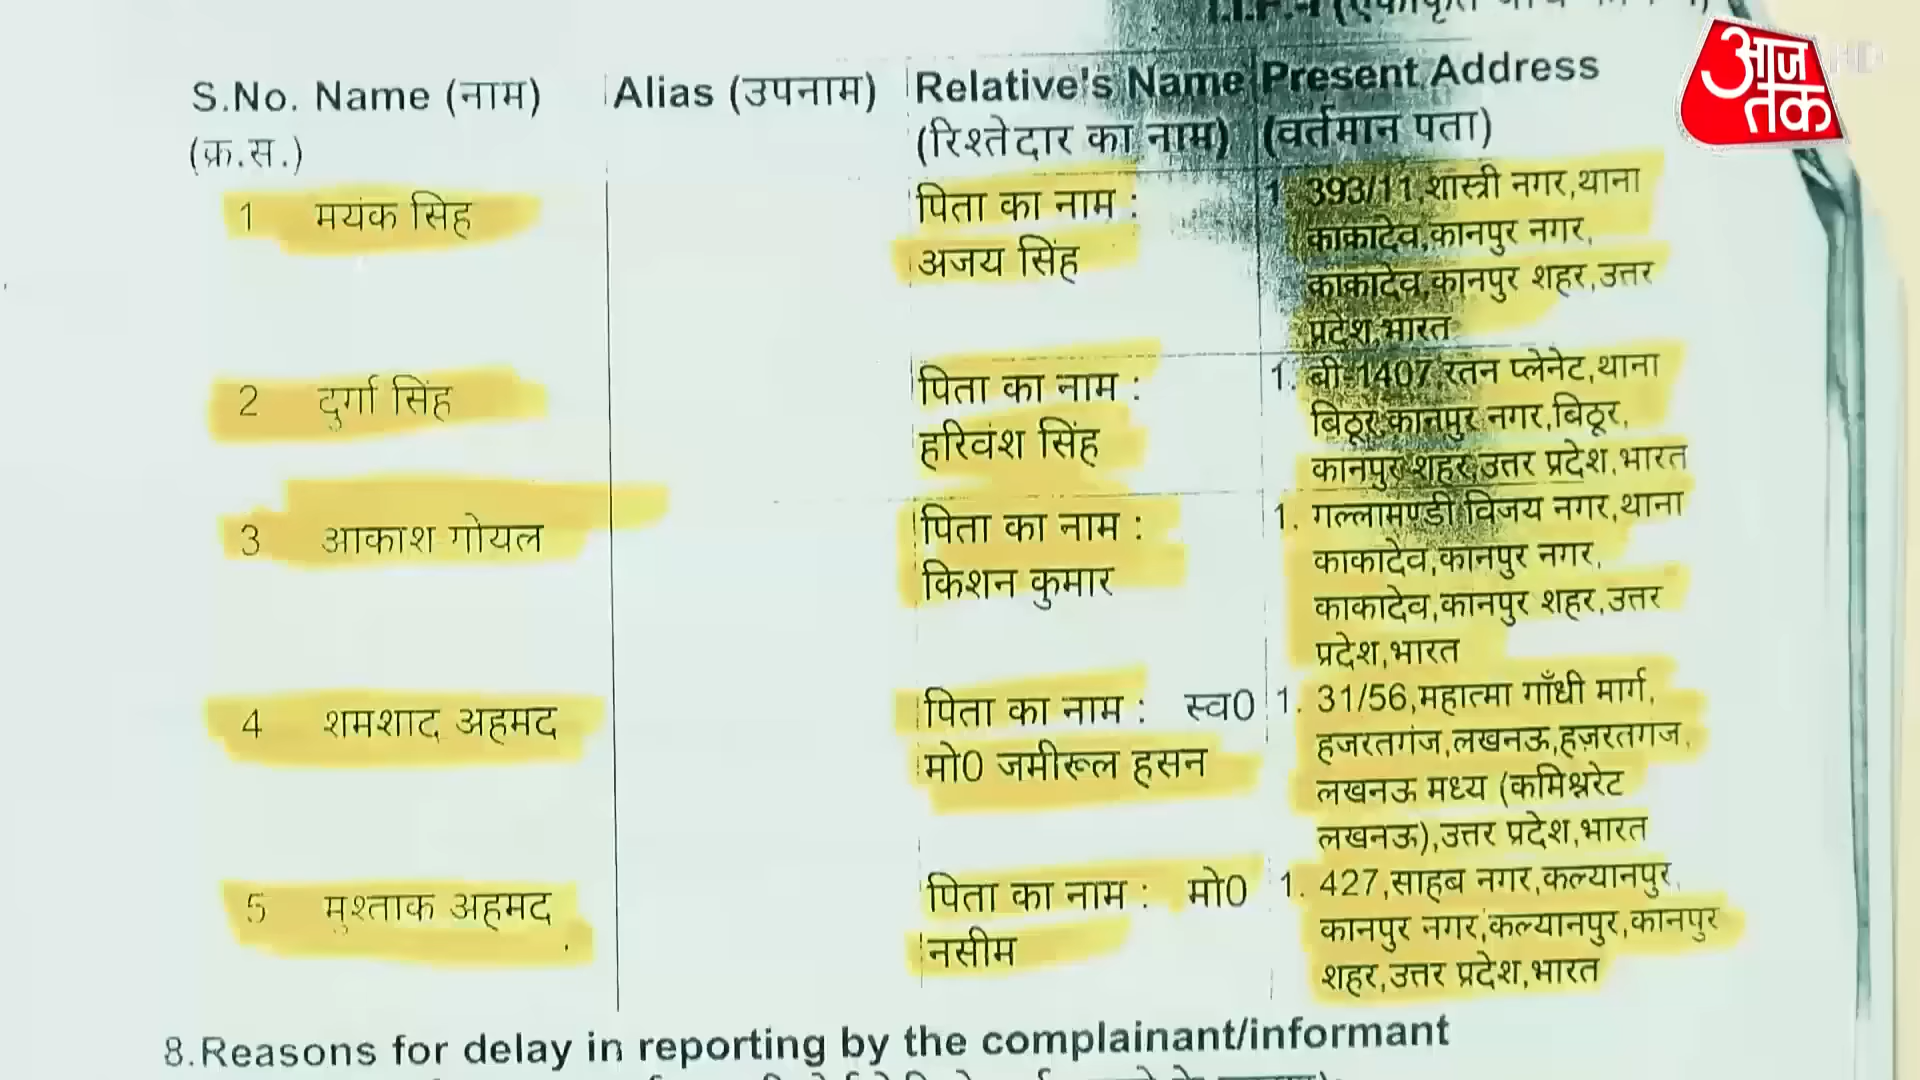 S.No. Name (नाम) Alias (उपनाम) Relative's Name Present Address
(क्र.स.) (रिश्तेदार का नाम) (वर्तमान पता)
1 मयंक सिंह पिता का नाम : 1. 393/11,शास्त्री नगर,थाना
अजय सिंह काकादेव,कानपुर नगर,
काकादेव,कानपुर शहर,उत्तर
प्रदेश,भारत
2 दुर्गा सिंह पिता का नाम : 1. बी-1407,रतन प्लेनेट,थाना
हरिवंश सिंह बिठूर,कानपुर नगर,बिठूर,
कानपुर शहर,उत्तर प्रदेश,भारत
3 आकाश गोयल पिता का नाम : 1. गल्लामण्डी विजय नगर,थाना
किशन कुमार काकादेव,कानपुर नगर,
काकादेव,कानपुर शहर,उत्तर
प्रदेश,भारत
4 शमशाद अहमद पिता का नाम : स्व0 1. 31/56,महात्मा गाँधी मार्ग,
मो0 जमीरूल हसन हजरतगंज,लखनऊ,हज़रतगंज,
लखनऊ मध्य (कमिश्नरेट
लखनऊ),उत्तर प्रदेश,भारत
5 मुश्ताक अहमद पिता का नाम : मो0 1. 427,साहब नगर,कल्यानपुर,
नसीम कानपुर नगर,कल्यानपुर,कानपुर
शहर,उत्तर प्रदेश,भारत
8.Reasons for delay in reporting by the complainant/informant
आज
तक
HD